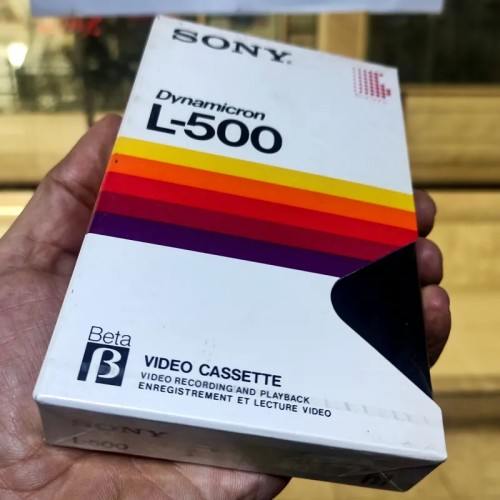 SONY.
Dynamicron
L-500
Beta
β
VIDEO CASSETTE
VIDEO RECORDING AND PLAYBACK
ENREGISTREMENT ET LECTURE VIDEO
SONY
L-500